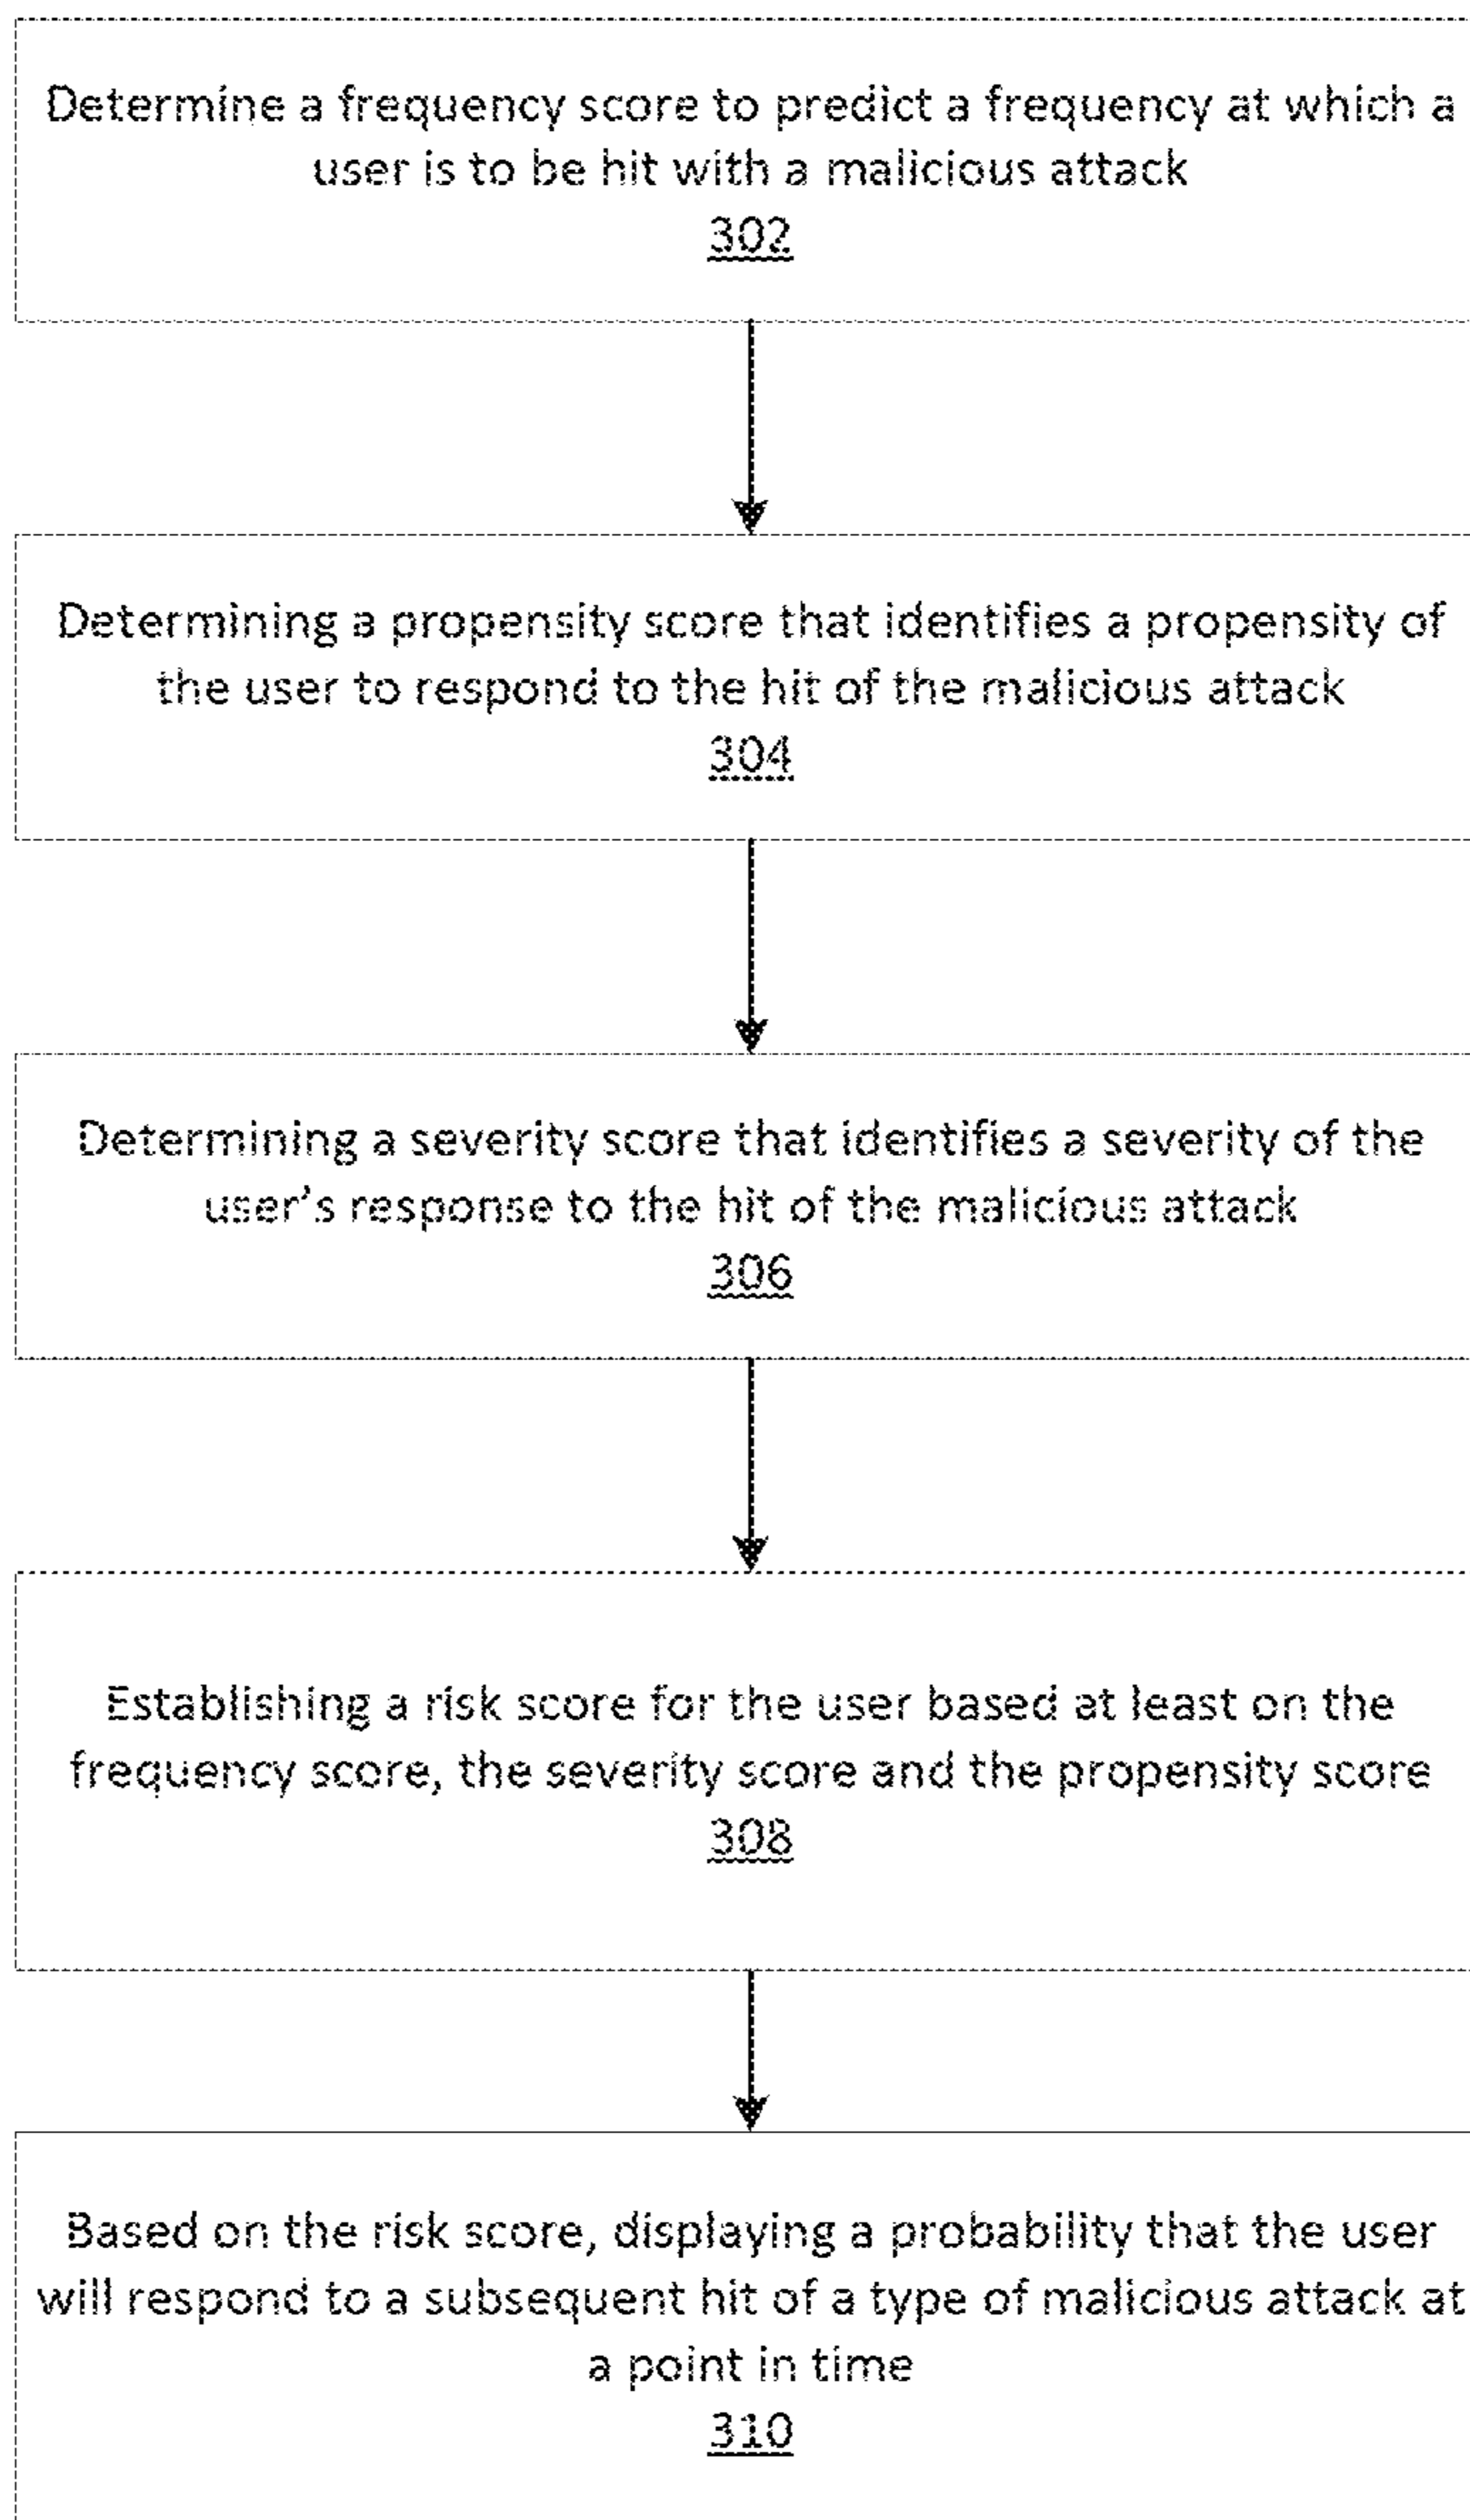 Determine a frequency score to predict a frequency at which a
user is to be hit with a malicious attack
302
Determining a propensity score that identifies a propensity of
the user to respond to the hit of the malicious attack
304
Determining a severity score that identifies a severity of the
user's response to the hit of the malicious attack
306
Establishing a risk score for the user based at least on the
frequency score, the severity score and the propensity score
308
Based on the risk score, displaying a probability that the user
will respond to a subsequent hit of a type of malicious attack at
a point in time
310